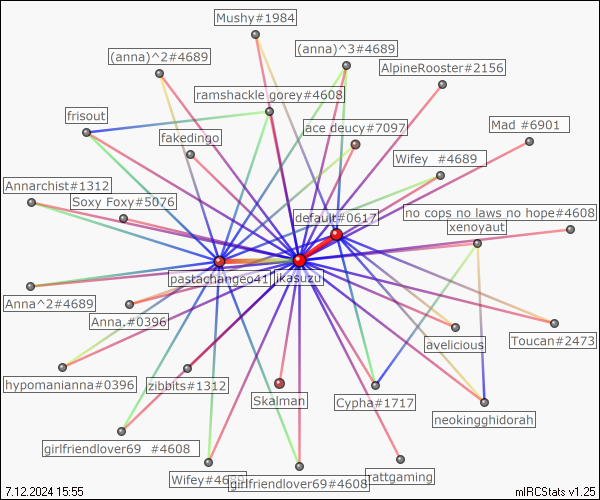 Mushy#1984
(anna)^2#4689
(anna)^3#4689
AlpineRooster#2156
ramshackle gorey#4608
frisout
fakedingo
ace deucy#7097
Mad #6901
Wifey #4689
Annarchist#1312
Soxy Foxy#5076
default#0617
no cops no laws no hope#4608
xenoyaut
pastachangeo41
jkasuzu
Anna^2#4689
Anna.#0396
avelicious
Toucan#2473
hypomanianna#0396
zibbits#1312
Skalman
Cypha#1717
neokingghidorah
girlfriendlover69 #4608
Wifey#46
girlfriendlover69#4608
rattgaming
7.12.2024 15:55
mIRCStats v1.25